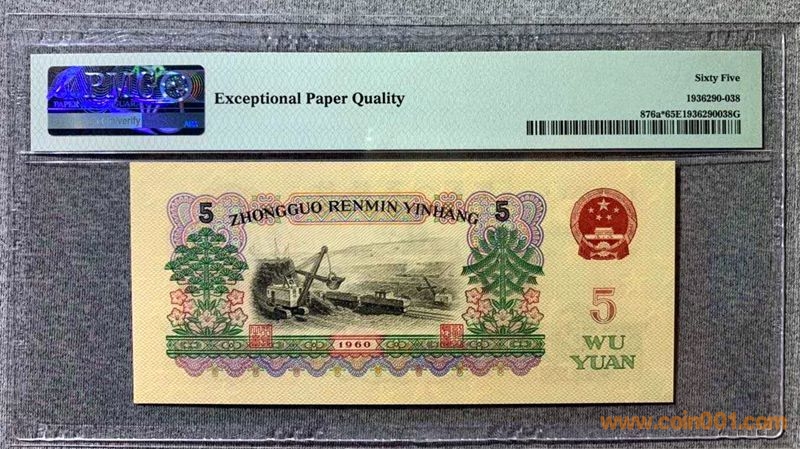 PMG
Exceptional Paper Quality
Sixty Five
1936290-038
876a*65E1936290038G
5 ZHONGGUO RENMIN YINHANG 5
1960
5
WU
YUAN
www.coin001.com